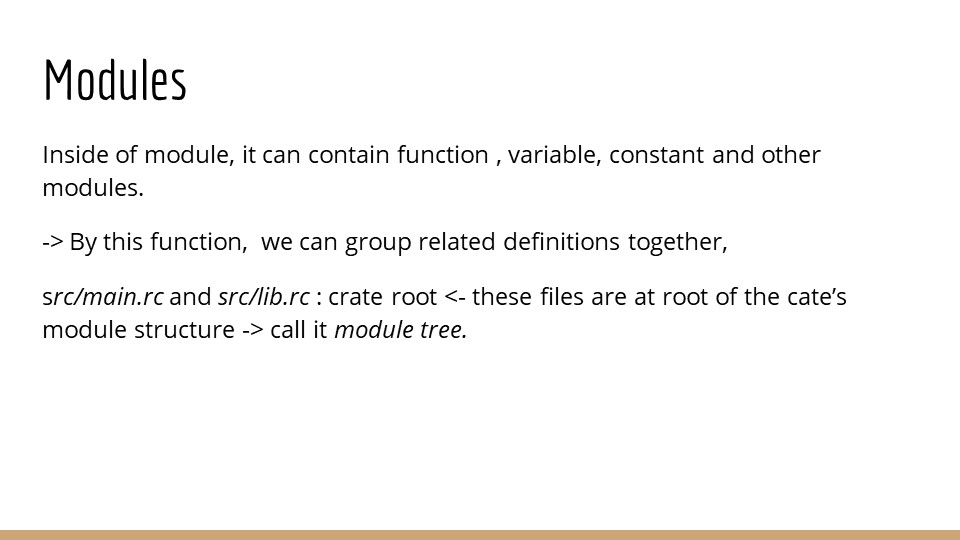 Modules
Inside of module, it can contain function , variable, constant and other
modules.
-> By this function,  we can group related definitions together,
src/main.rc and src/lib.rc : crate root <- these files are at root of the cate’s
module structure -> call it module tree.